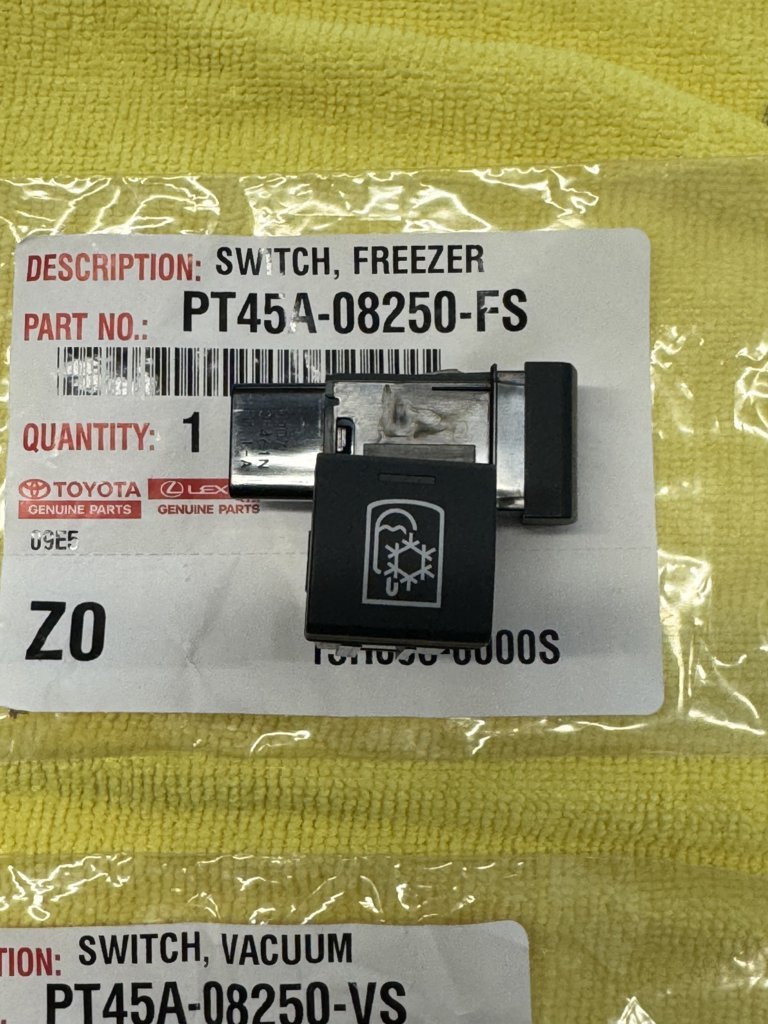 DESCRIPTION: SWITCH, FREEZER
PART NO.: PT45A-08250-FS
QUANTITY: 1
TOYOTA LEX
GENUINE PARTS GENUINE PARTS
09E5
Z0
SWITCH, VACUUM
PT45A-08250-VS